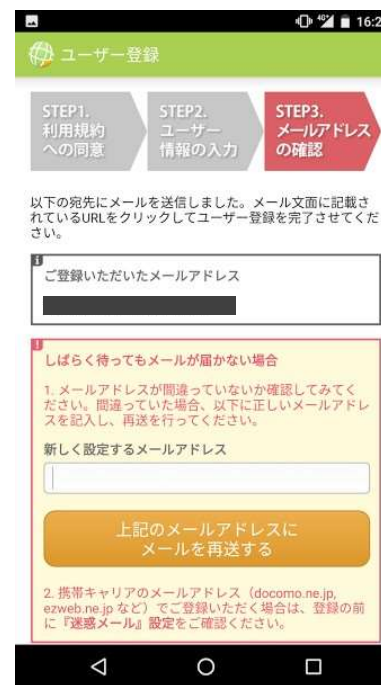 16:2
ユーザー登録
STEP1.
利用規約
への同意
STEP2.
ユーザー
情報の入力
STEP3.
メールアドレス
の確認
以下の宛先にメールを送信しました。メール文面に記載さ
れているURLをクリックしてユーザー登録を完了させてくだ
さい。
ご登録いただいたメールアドレス
しばらく待ってもメールが届かない場合
1. メールアドレスが間違っていないか確認してみてく
ださい。間違っていた場合、以下に正しいメールアドレ
スを記入し、再送を行ってください。
新しく設定するメールアドレス
上記のメールアドレスに
メールを再送する
2. 携帯キャリアのメールアドレス（docomo.ne.jp,
ezweb.ne.jp など）でご登録いただく場合は、登録の前
に『迷惑メール』設定をご確認ください。